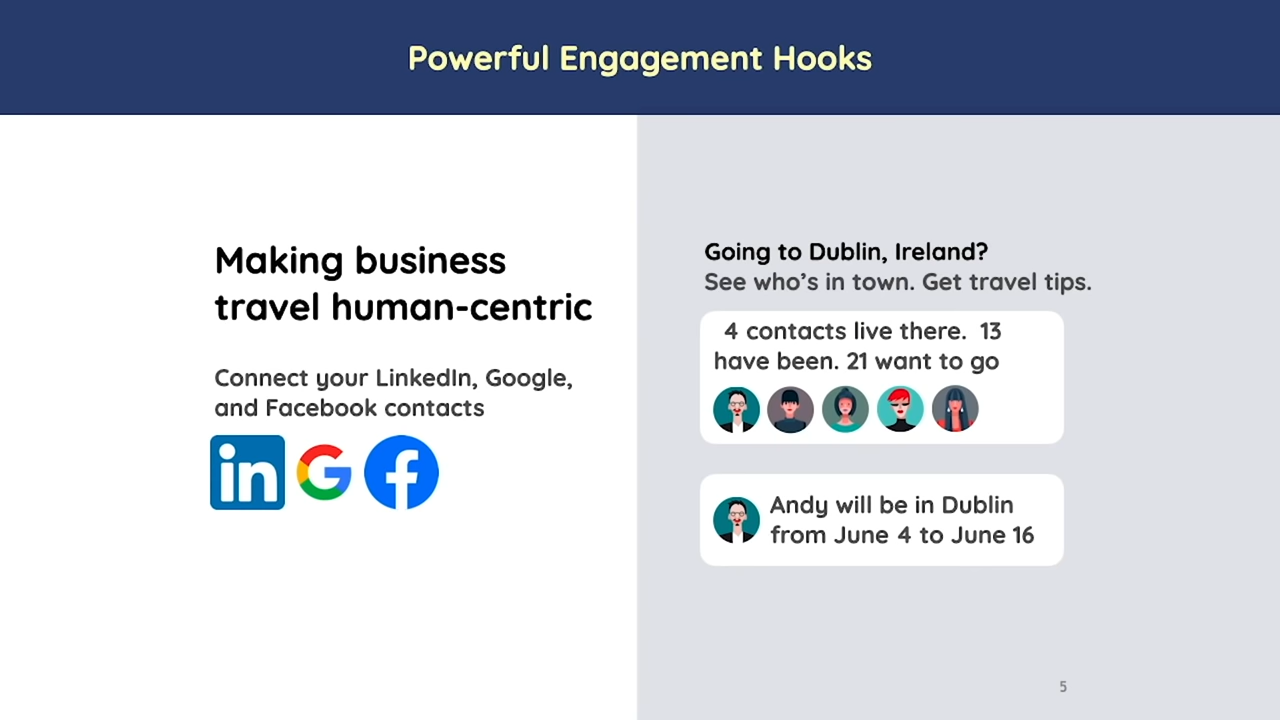 Powerful Engagement Hooks
Making business
travel human-centric
Connect your LinkedIn, Google,
and Facebook contacts
in
Going to Dublin, Ireland?
See who's in town. Get travel tips.
4 contacts live there. 13
have been. 21 want to go
Andy will be in Dublin
from June 4 to June 16
5